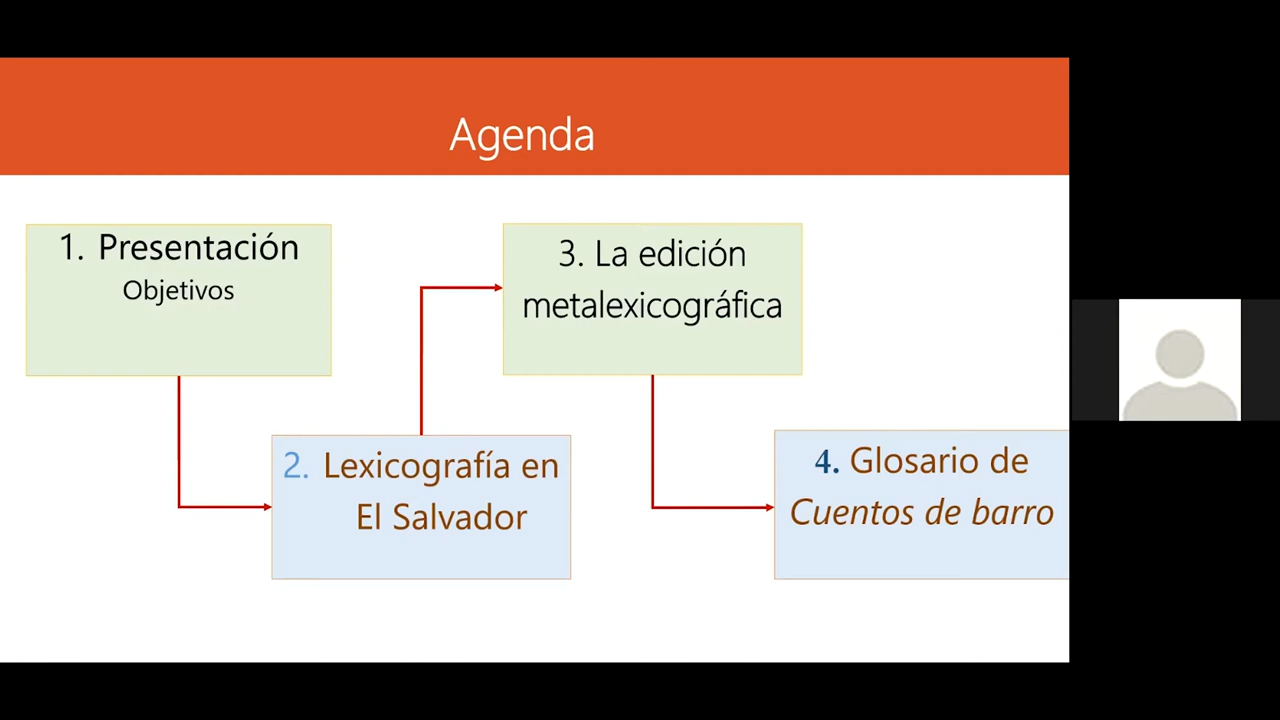 Agenda
1. Presentación
Objetivos
2. Lexicografía en
El Salvador
3. La edición
metalexicográfica
4. Glosario de
Cuentos de barro